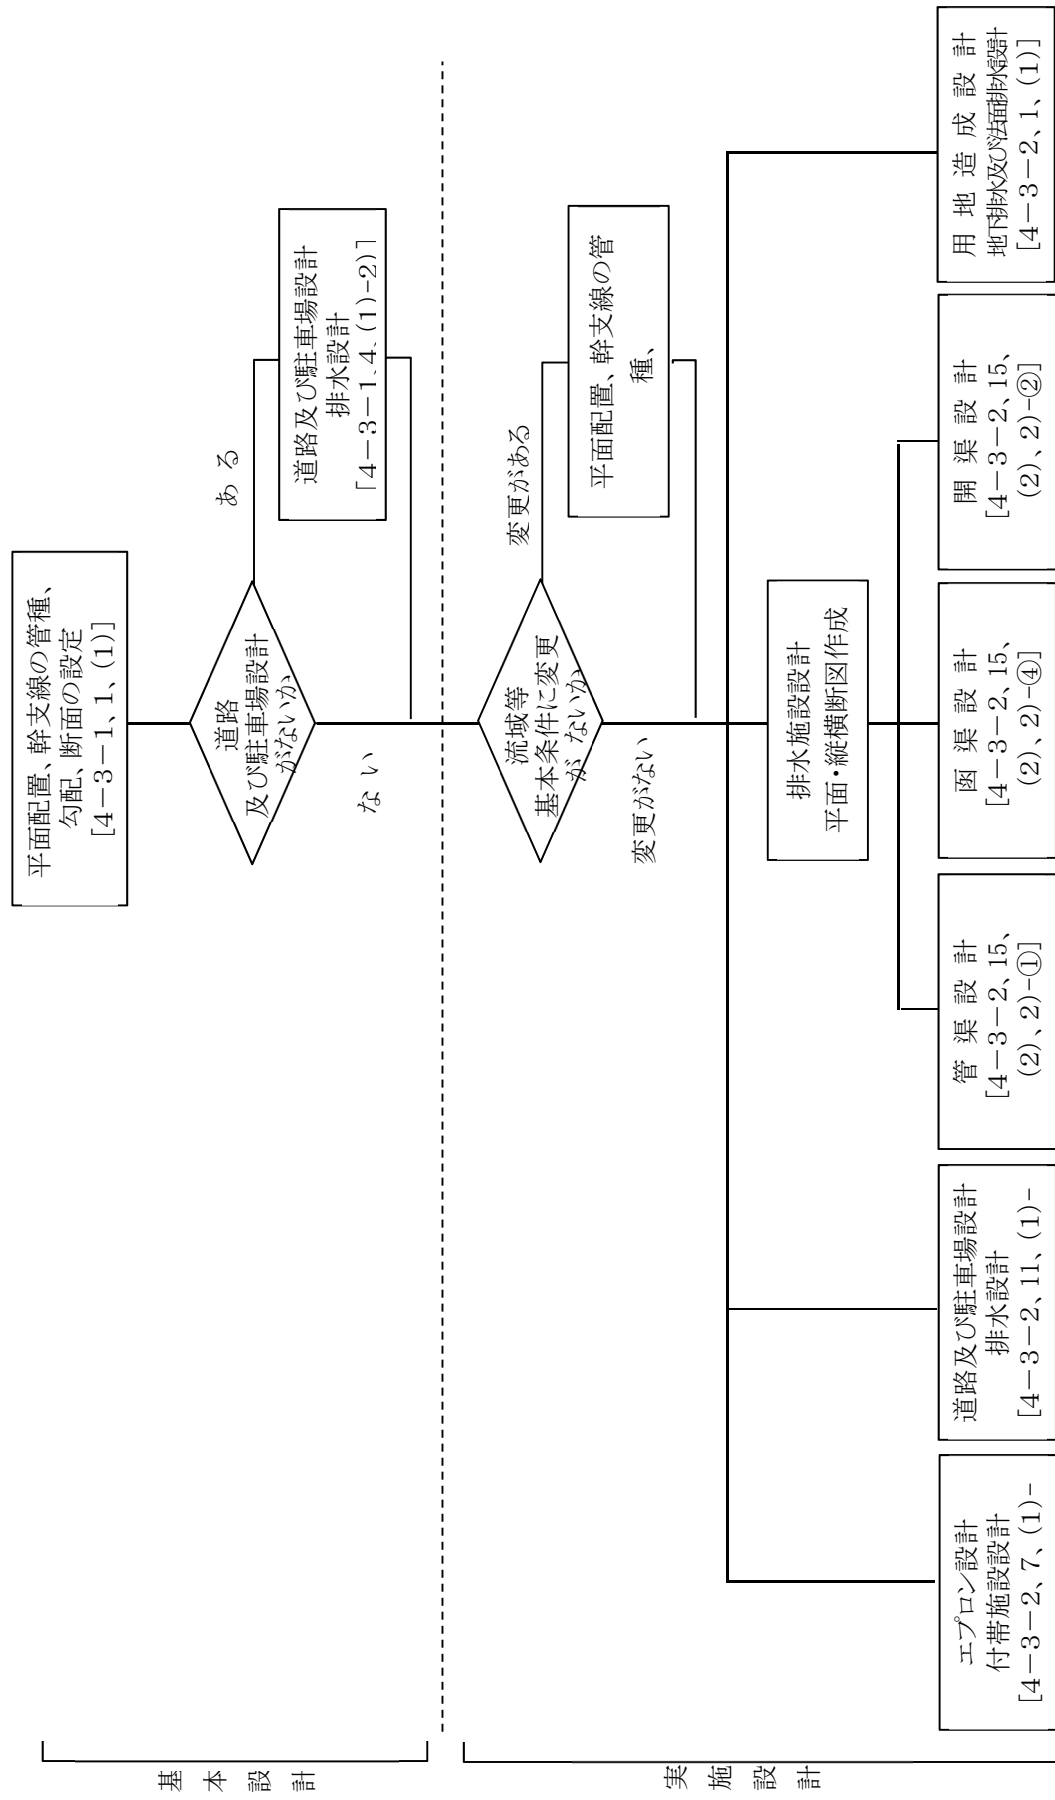 基本設計
平面配置、幹支線の管種、
勾配、断面の設定
[4－3－1、1、(1)]
道路
及び駐車場設計
がないか
ある
道路及び駐車場設計
排水設計
[4－3－1、4、(1)-2)]
ない
実施設計
流域等
基本条件に変更
がないか
変更がある
平面配置、幹支線の管
種、
変更がない
排水施設設計
平面・縦横断図作成
エプロン設計
付帯施設設計
[4－3－2、7、(1)-
道路及び駐車場設計
排水設計
[4－3－2、11、(1)-
管渠設計
[4－3－2、15、
(2)、2)-①]
函渠設計
[4－3－2、15、
(2)、2)-④]
開渠設計
[4－3－2、15、
(2)、2)-②]
用地造成設計
地下排水及び法面排水設計
[4－3－2、1、(1)]